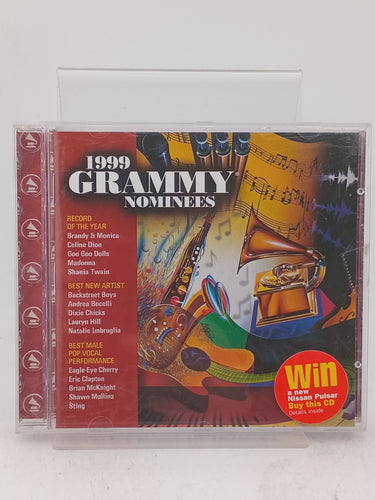 1999
GRAMMY®
NOMINEES
RECORD
OF THE YEAR
Brandy & Monica
Celine Dion
Goo Goo Dolls
Madonna
Shania Twain
BEST NEW ARTIST
Backstreet Boys
Andrea Bocelli
Dixie Chicks
Lauryn Hill
Natalie Imbruglia
BEST MALE
POP VOCAL
PERFORMANCE
Eagle-Eye Cherry
Eric Clapton
Brian McKnight
Shawn Mullins
Sting
Win
a new
Nissan Pulsar
Buy this CD
Details inside